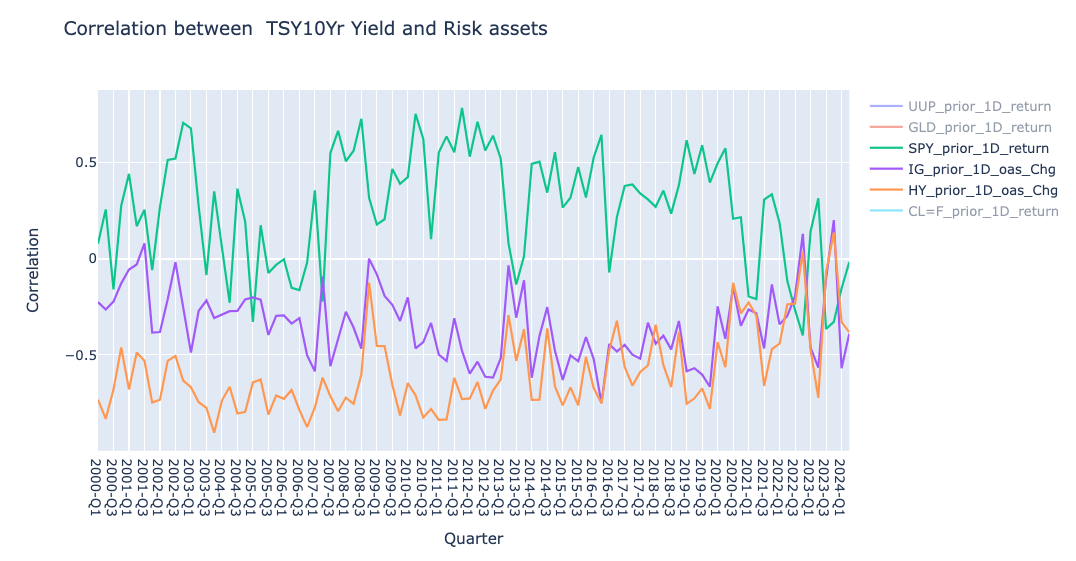 Correlation between  TSY10Yr Yield and Risk assets
UUP_prior_1D_return
GLD_prior_1D_return
SPY_prior_1D_return
IG_prior_1D_oas_Chg
HY_prior_1D_oas_Chg
CL=F_prior_1D_return
0.5
0
−0.5
Correlation
2000-Q1
2000-Q3
2001-Q1
2001-Q3
2002-Q1
2002-Q3
2003-Q1
2003-Q3
2004-Q1
2004-Q3
2005-Q1
2005-Q3
2006-Q1
2006-Q3
2007-Q1
2007-Q3
2008-Q1
2008-Q3
2009-Q1
2009-Q3
2010-Q1
2010-Q3
2011-Q1
2011-Q3
2012-Q1
2012-Q3
2013-Q1
2013-Q3
2014-Q1
2014-Q3
2015-Q1
2015-Q3
2016-Q1
2016-Q3
2017-Q1
2017-Q3
2018-Q1
2018-Q3
2019-Q1
2019-Q3
2020-Q1
2020-Q3
2021-Q1
2021-Q3
2022-Q1
2022-Q3
2023-Q1
2023-Q3
2024-Q1
Quarter